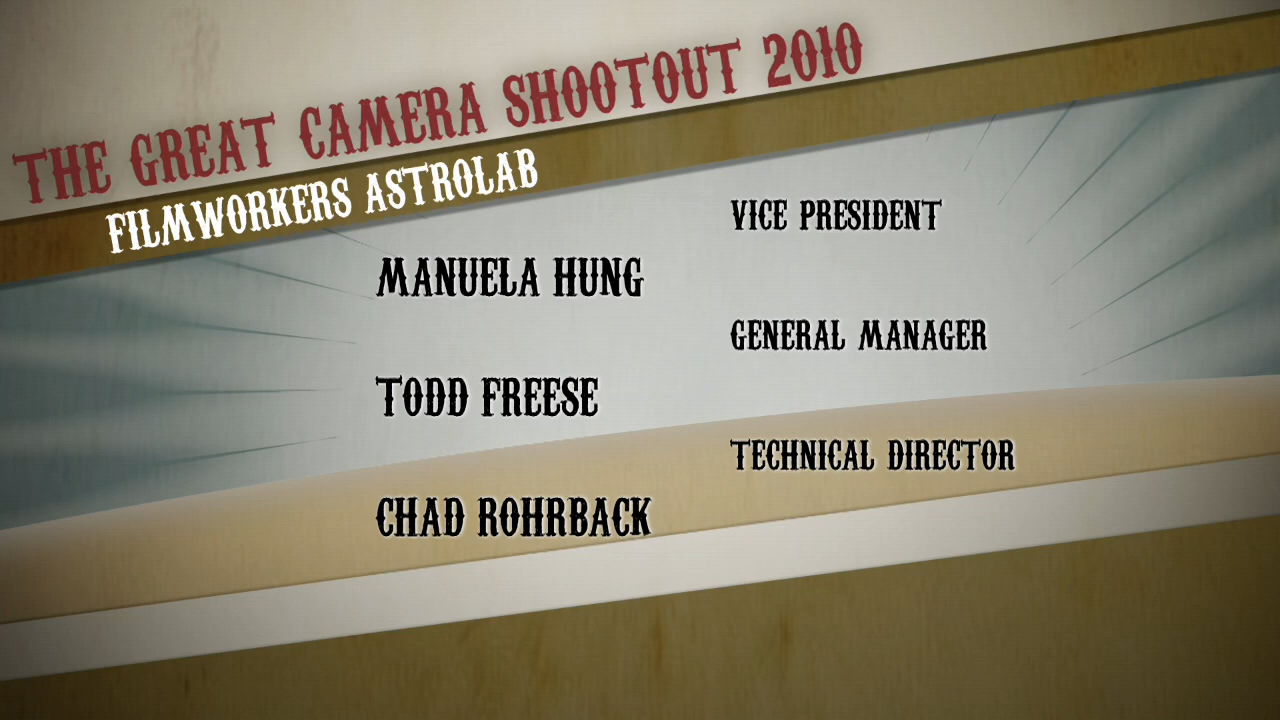 THE GREAT CAMERA SHOOTOUT 2010
FILMWORKERS ASTROLAB
VICE PRESIDENT
MANUELA HUNG
GENERAL MANAGER
TODD FREESE
TECHNICAL DIRECTOR
CHAD ROHRBACK